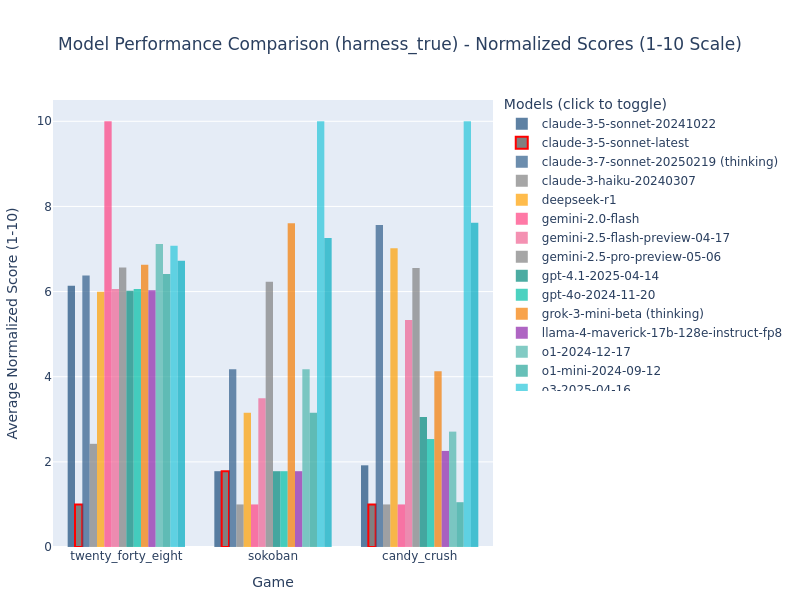 Model Performance Comparison (harness_true) - Normalized Scores (1-10 Scale)
Models (click to toggle)
claude-3-5-sonnet-20241022
claude-3-5-sonnet-latest
claude-3-7-sonnet-20250219 (thinking)
claude-3-haiku-20240307
deepseek-r1
gemini-2.0-flash
gemini-2.5-flash-preview-04-17
gemini-2.5-pro-preview-05-06
gpt-4.1-2025-04-14
gpt-4o-2024-11-20
grok-3-mini-beta (thinking)
llama-4-maverick-17b-128e-instruct-fp8
o1-2024-12-17
o1-mini-2024-09-12
o3-2025-04-16
Average Normalized Score (1-10)
10
8
6
4
2
0
twenty_forty_eight
sokoban
candy_crush
Game